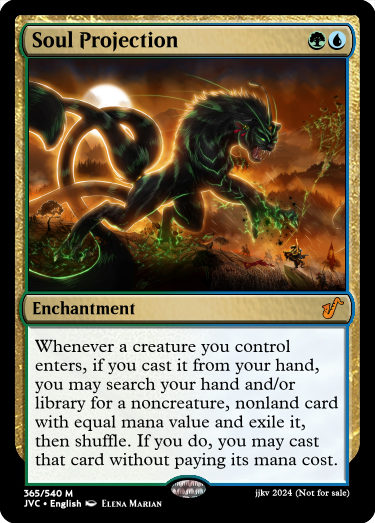 Soul Projection
Enchantment
Whenever a creature you control
enters, if you cast it from your hand,
you may search your hand and/or
library for a noncreature, nonland card
with equal mana value and exile it,
then shuffle. If you do, you may cast
that card without paying its mana cost.
365/540 M
JVC • English Elena Marian
jjkv 2024 (Not for sale)